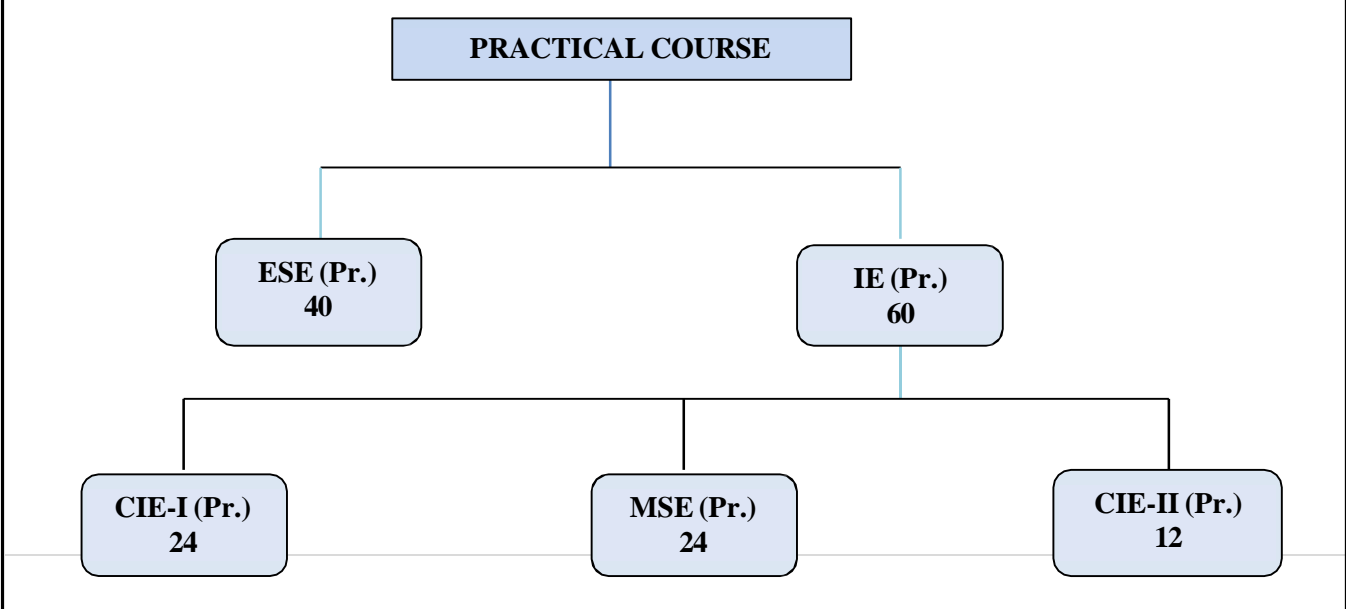 PRACTICAL COURSE
ESE (Pr.)
40
IE (Pr.)
60
CIE-I (Pr.)
24
MSE (Pr.)
24
CIE-II (Pr.)
12